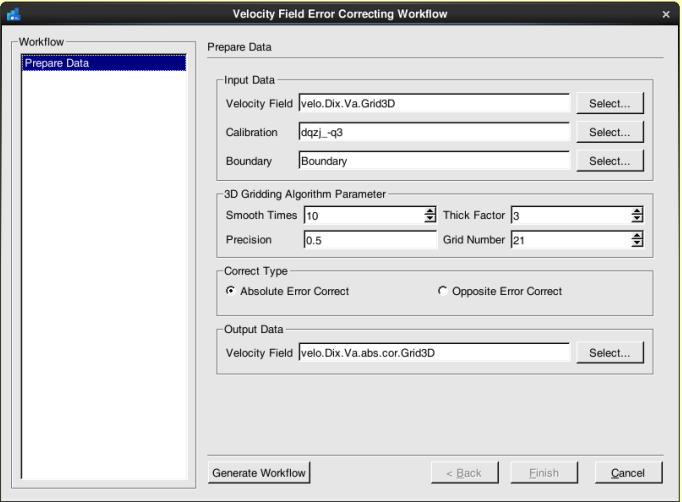 Velocity Field Error Correcting Workflow
Workflow
Prepare Data
Prepare Data
Input Data
Velocity Field velo.Dix.Va.Grid3D Select...
Calibration dqzj_-q3 Select...
Boundary Boundary Select...
3D Gridding Algorithm Parameter
Smooth Times 10 Thick Factor 3
Precision 0.5 Grid Number 21
Correct Type
Absolute Error Correct Opposite Error Correct
Output Data
Velocity Field velo.Dix.Va.abs.cor.Grid3D Select...
Generate Workflow < Back Finish Cancel